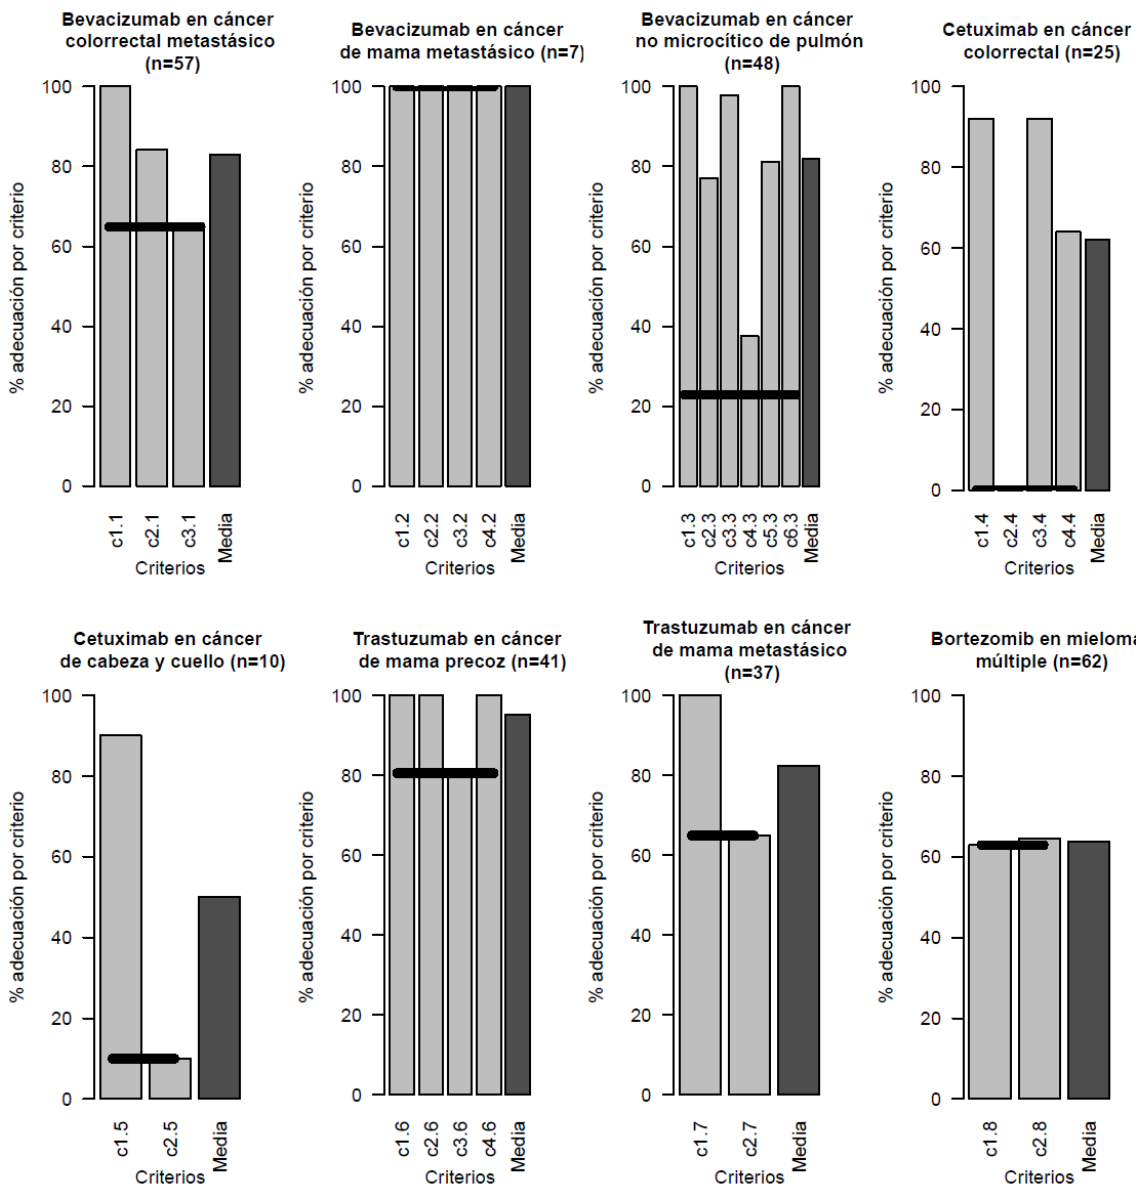 Bevacizumab en cáncer
colorrectal metastásico
(n=57)
% adecuación por criterio
100
80
60
40
20
0
c1.1
c2.1
c3.1
Media
Criterios
Bevacizumab en cáncer
de mama metastásico (n=7)
% adecuación por criterio
100
80
60
40
20
0
c1.2
c2.2
c3.2
c4.2
Media
Criterios
Bevacizumab en cáncer
no microcítico de pulmón
(n=48)
% adecuación por criterio
100
80
60
40
20
0
c1.3
c2.3
c3.3
c4.3
c5.3
c6.3
Media
Criterios
Cetuximab en cáncer
colorrectal (n=25)
% adecuación por criterio
100
80
60
40
20
0
c1.4
c2.4
c3.4
c4.4
Media
Criterios
Cetuximab en cáncer
de cabeza y cuello (n=10)
% adecuación por criterio
100
80
60
40
20
0
c1.5
c2.5
Media
Criterios
Trastuzumab en cáncer
de mama precoz (n=41)
% adecuación por criterio
100
80
60
40
20
0
c1.6
c2.6
c3.6
c4.6
Media
Criterios
Trastuzumab en cáncer
de mama metastásico
(n=37)
% adecuación por criterio
100
80
60
40
20
0
c1.7
c2.7
Media
Criterios
Bortezomib en mieloma
múltiple (n=62)
% adecuación por criterio
100
80
60
40
20
0
c1.8
c2.8
Media
Criterios